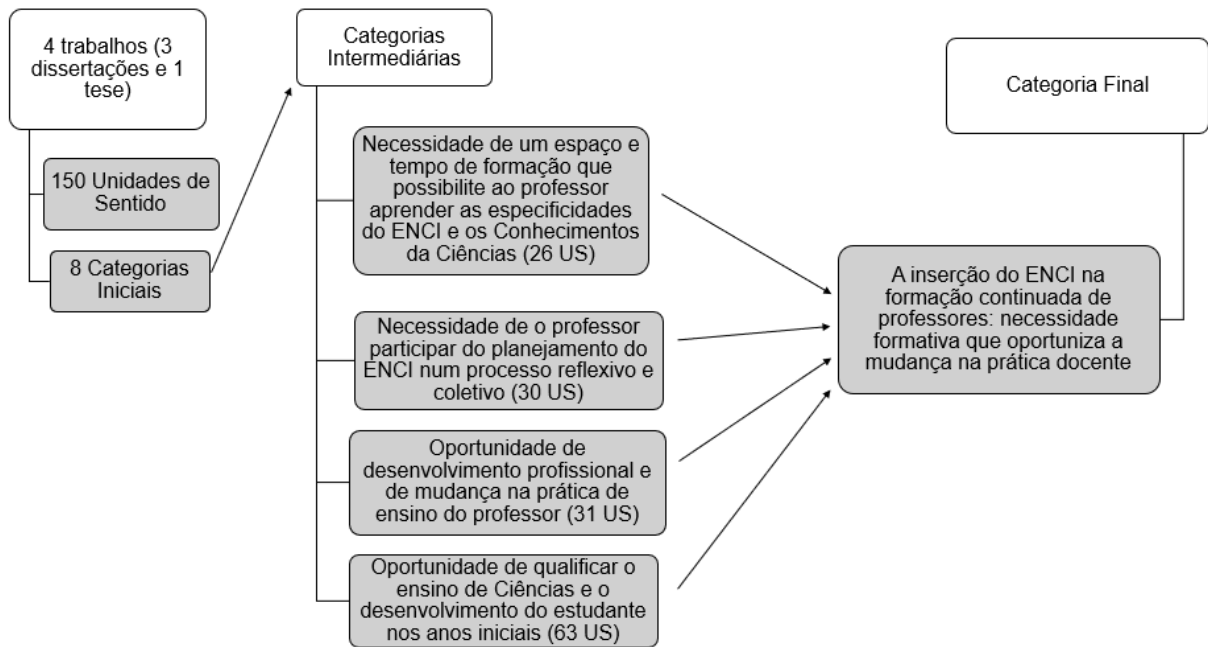 4 trabalhos (3
dissertações e 1
tese)
150 Unidades de
Sentido
8 Categorias
Iniciais
Categorias
Intermediárias
Necessidade de um espaço e
tempo de formação que
possibilite ao professor
aprender as especificidades
do ENCI e os Conhecimentos
da Ciências (26 US)
Necessidade de o professor
participar do planejamento do
ENCI num processo reflexivo e
coletivo (30 US)
Oportunidade de
desenvolvimento profissional e
de mudança na prática de
ensino do professor (31 US)
Oportunidade de qualificar o
ensino de Ciências e o
desenvolvimento do estudante
nos anos iniciais (63 US)
Categoria Final
A inserção do ENCI na
formação continuada de
professores: necessidade
formativa que oportuniza a
mudança na prática docente